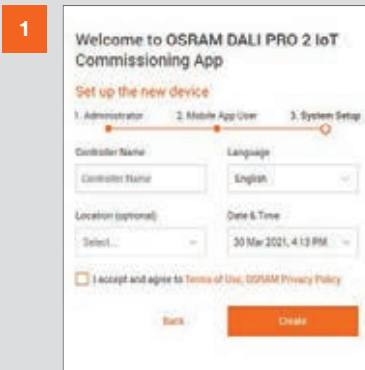 1
Welcome to OSRAM DALI PRO 2 IoT
Commissioning App
Set up the new device
1. Administrator 2. Mobile App User 3. System Setup
Controller Name Language
Controller Name English
Location (optional) Date & Time
Select... 30 Mar 2021, 4:13 PM
I accept and agree to Terms of Use, OSRAM Privacy Policy
Back Create